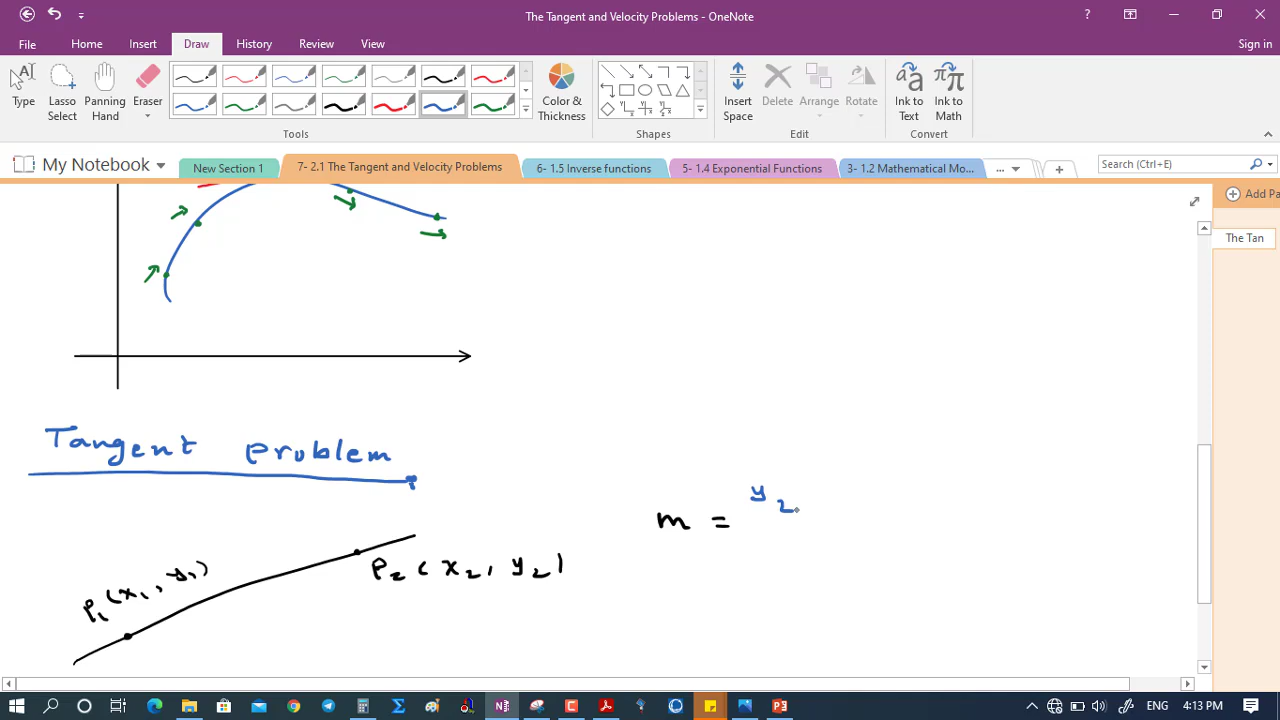 The Tangent and Velocity Problems - OneNote
File Home Insert Draw History Review View Sign in
Type
Lasso Select
Panning Hand
Eraser
Color & Thickness
Insert Space
Delete
Arrange
Rotate
Ink to Text
Ink to Math
Tools Shapes Edit Convert
My Notebook New Section 1 7- 2.1 The Tangent and Velocity Problems 6- 1.5 Inverse functions 5- 1.4 Exponential Functions 3- 1.2 Mathematical Mo... Search (Ctrl+E)
Add Pa
The Tan
Tangent problem
m = y2
P1(x1, y1)
P2(x2, y2)
4:13 PM